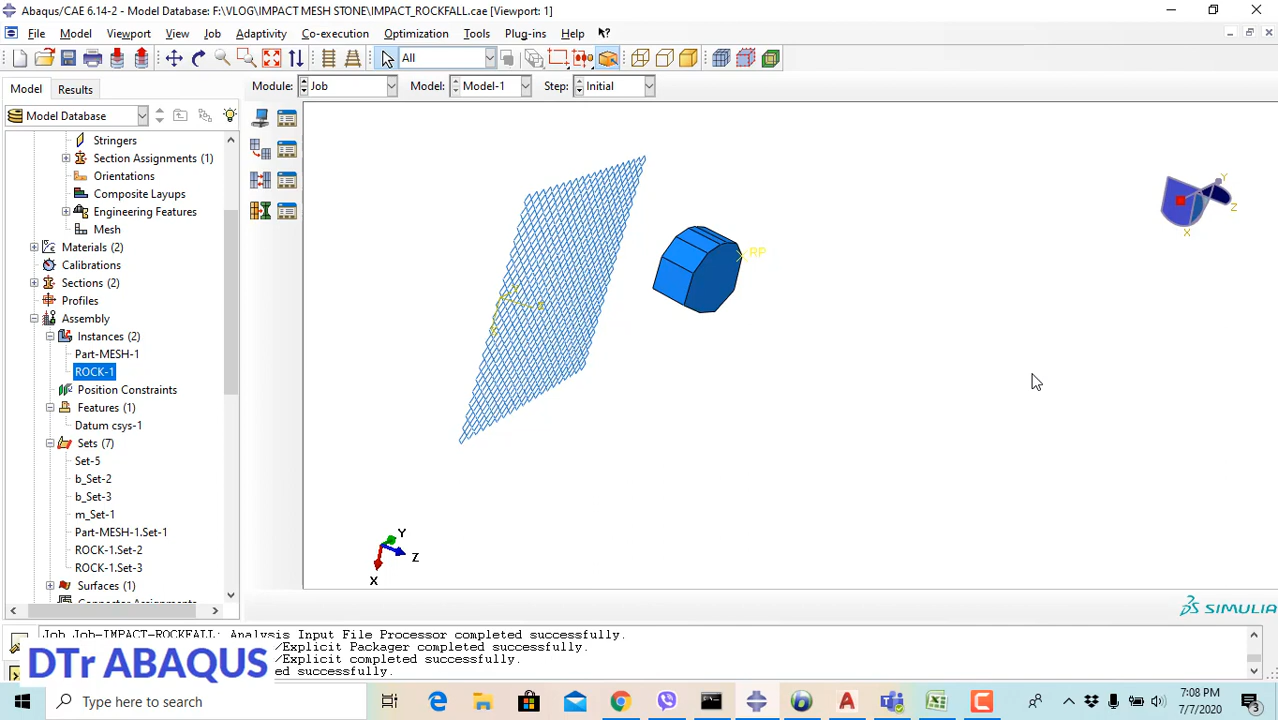 Abaqus/CAE 6.14-2 - Model Database: F:\VLOG\IMPACT MESH STONE\IMPACT_ROCKFALL.cae [Viewport: 1]
File Model Viewport View Job Adaptivity Co-execution Optimization Tools Plug-ins Help
All
Model Results
Module: Job Model: Model-1 Step: Initial
Model Database
Stringers
Section Assignments (1)
Orientations
Composite Layups
Engineering Features
Mesh
Materials (2)
Calibrations
Sections (2)
Profiles
Assembly
Instances (2)
Part-MESH-1
ROCK-1
Position Constraints
Features (1)
Datum csys-1
Sets (7)
Set-5
b_Set-2
b_Set-3
m_Set-1
Part-MESH-1.Set-1
ROCK-1.Set-2
ROCK-1.Set-3
Surfaces (1)
Connector Assignments
RP
Y
Z
X
Y
Z
X
SIMULIA
Job Job-IMPACT-ROCKFALL: Analysis Input File Processor completed successfully.
/Explicit Packager completed successfully.
/Explicit completed successfully.
ed successfully.
DTr ABAQUS
Type here to search
7:08 PM
7/7/2020
3